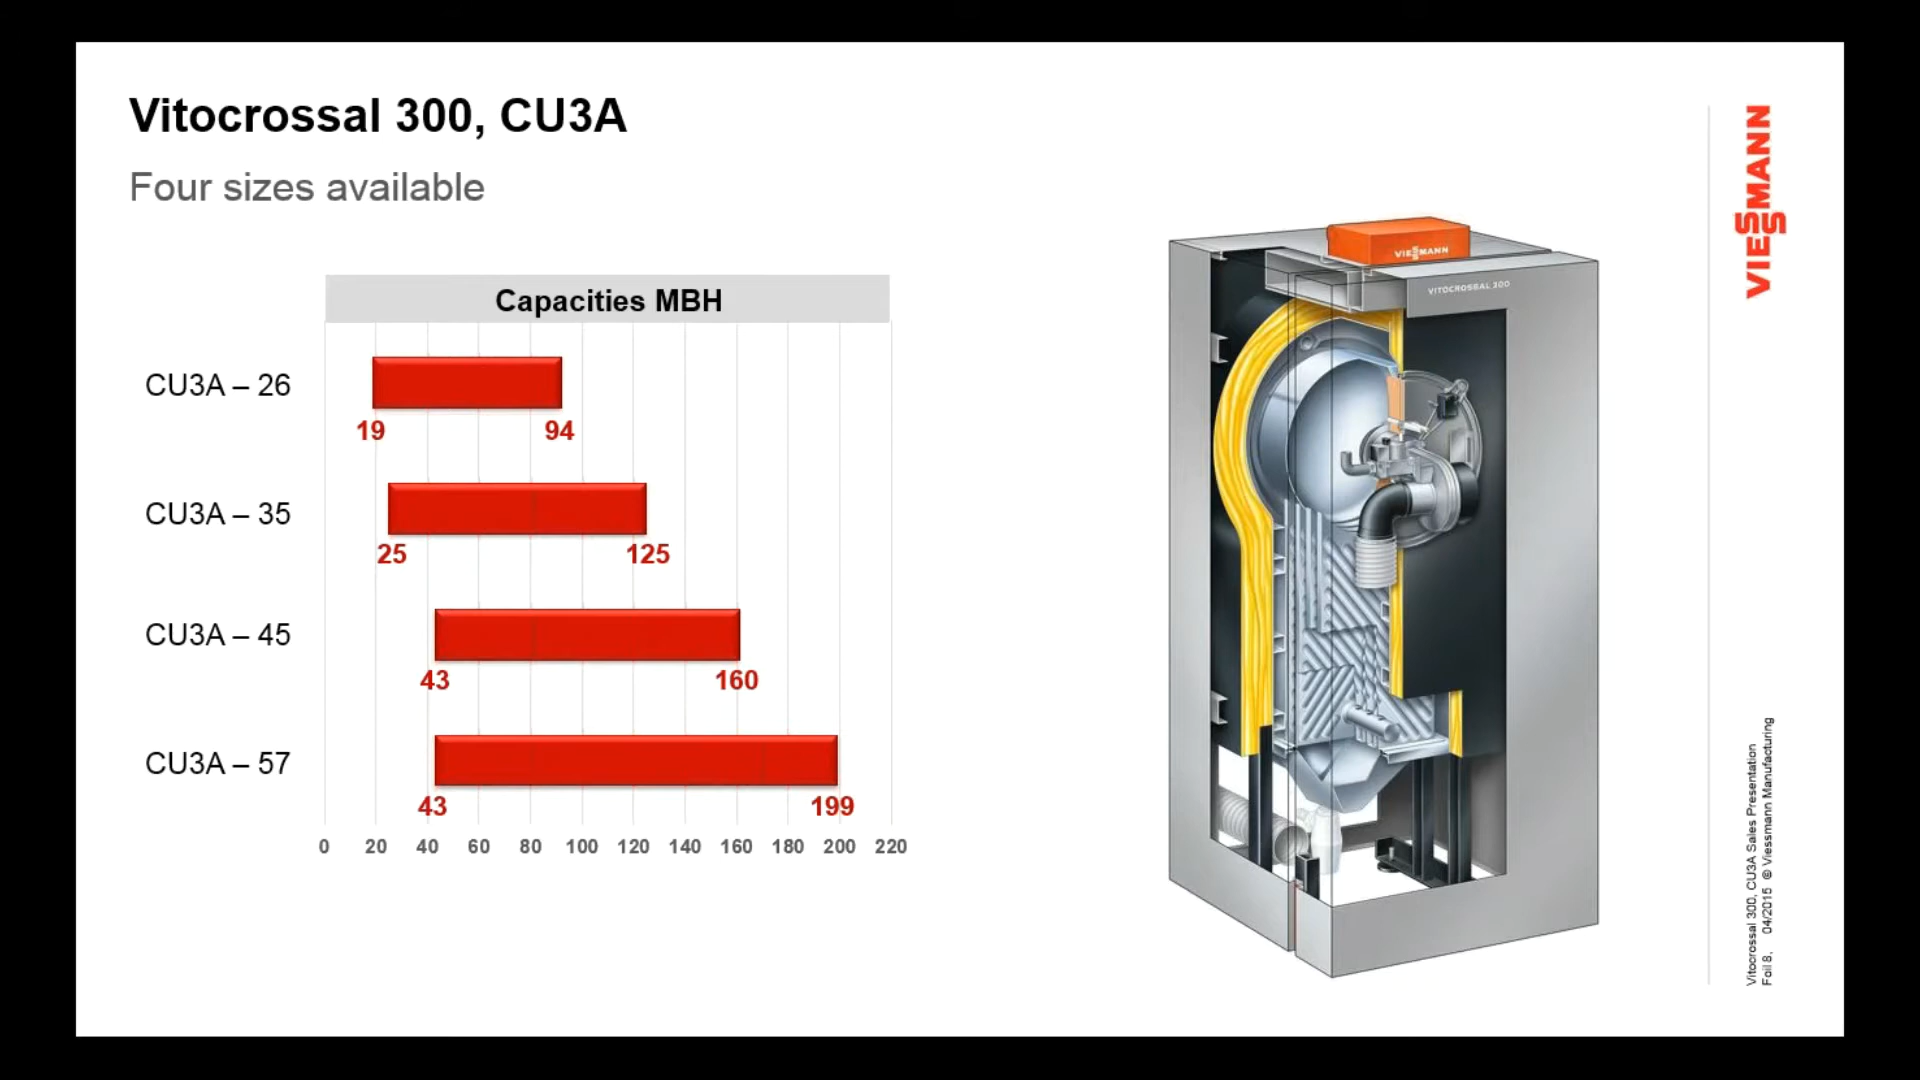 Vitocrossal 300, CU3A
Four sizes available
Capacities MBH
CU3A – 26
19 94
CU3A – 35
25 125
CU3A – 45
43 160
CU3A – 57
43 199
0 20 40 60 80 100 120 140 160 180 200 220
VIESSMANN
VITOCROSSAL 300
VIESSMANN
Vitocrossal 300, CU3A Sales Presentation
Foil 8, 04/2015 © Viessmann Manufacturing